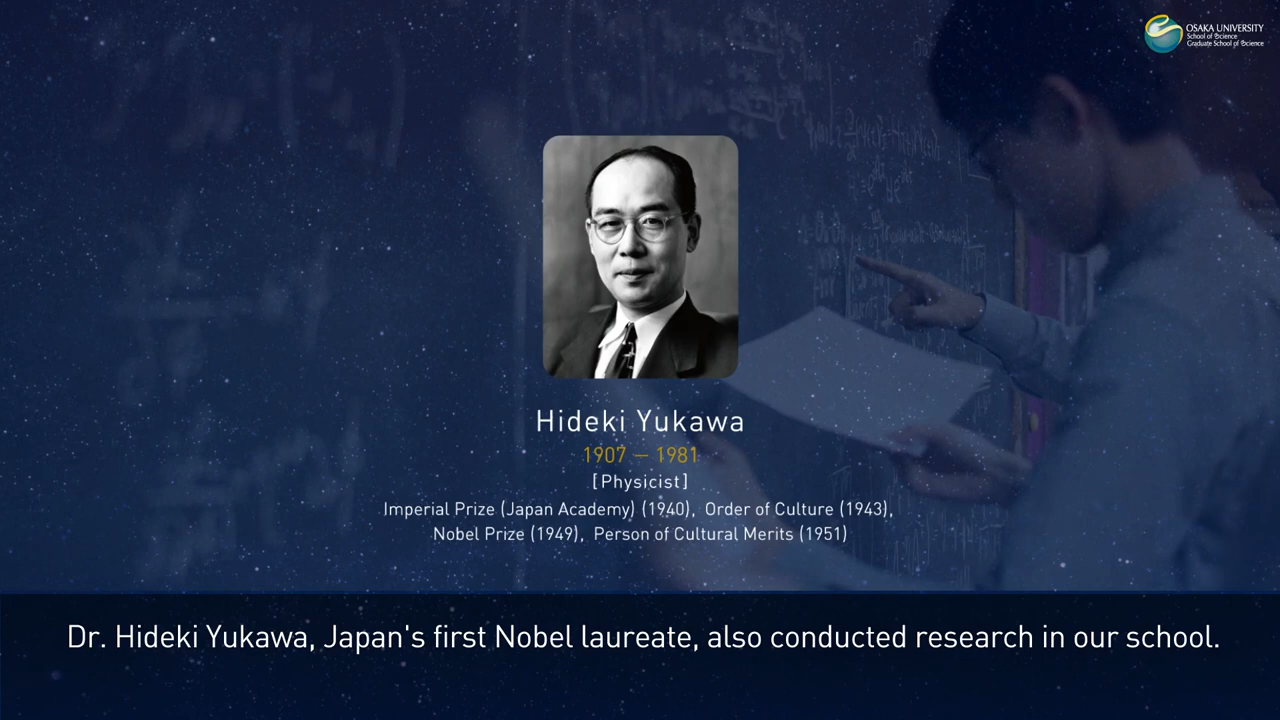 OSAKA UNIVERSITY
School of Science
Graduate School of Science
Hideki Yukawa
1907 — 1981
[Physicist]
Imperial Prize (Japan Academy) (1940), Order of Culture (1943),
Nobel Prize (1949), Person of Cultural Merits (1951)
Dr. Hideki Yukawa, Japan's first Nobel laureate, also conducted research in our school.